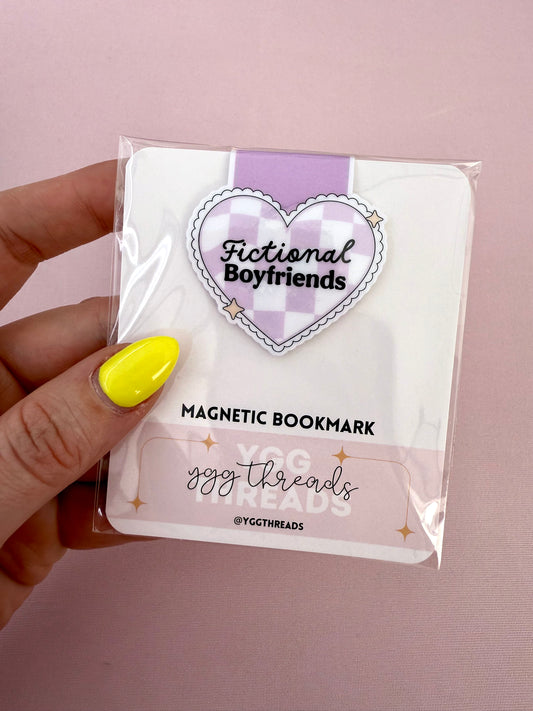 Fictional
Boyfriends
MAGNETIC BOOKMARK
YGG
ygg threads
THREADS
@YGGTHREADS